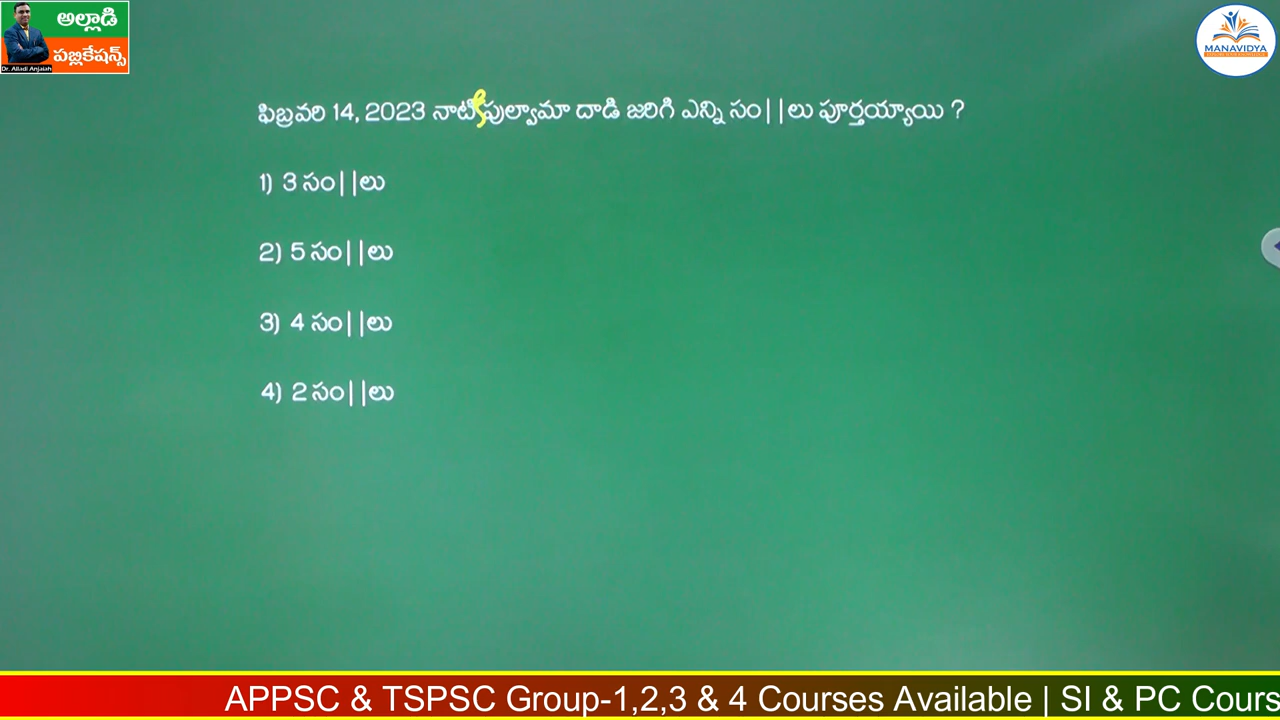 అల్లాడి
పబ్లికేషన్స్
Dr. Alladi Anjaiah
MANAVIDYA
ఫిబ్రవరి 14, 2023 నాటికి పుల్వామా దాడి జరిగి ఎన్ని సం||లు పూర్తయ్యాయి ?
1) 3 సం||లు
2) 5 సం||లు
3) 4 సం||లు
4) 2 సం||లు
APPSC & TSPSC Group-1,2,3 & 4 Courses Available | SI & PC Cours